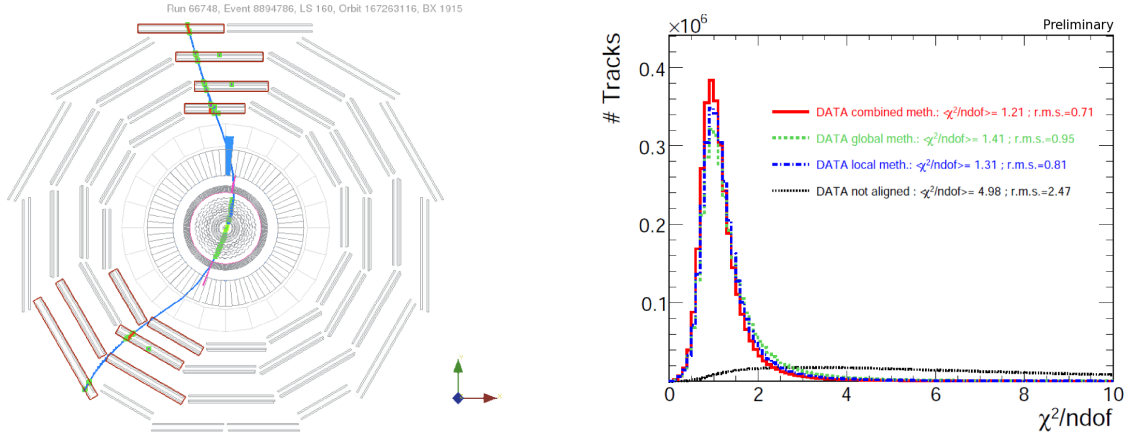 Run 66748, Event 8894786, LS 160, Orbit 167263116, BX 1915
×10⁶
Preliminary
# Tracks
0.4
0.3
0.2
0.1
DATA combined meth.: <χ²/ndof>= 1.21 ; r.m.s.=0.71
DATA global meth.: <χ²/ndof>= 1.41 ; r.m.s.=0.95
DATA local meth.: <χ²/ndof>= 1.31 ; r.m.s.=0.81
DATA not aligned : <χ²/ndof>= 4.98 ; r.m.s.=2.47
0 2 4 6 8 10
χ²/ndof